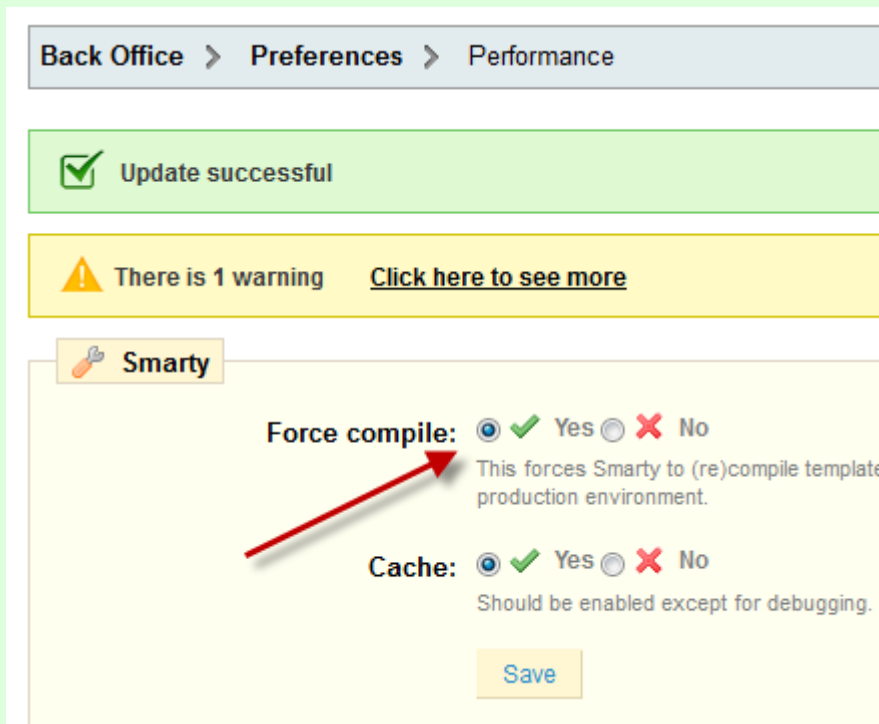 Back Office > Preferences > Performance
Update successful
There is 1 warning Click here to see more
Smarty
Force compile: Yes No
This forces Smarty to (re)compile template
production environment.
Cache: Yes No
Should be enabled except for debugging.
Save